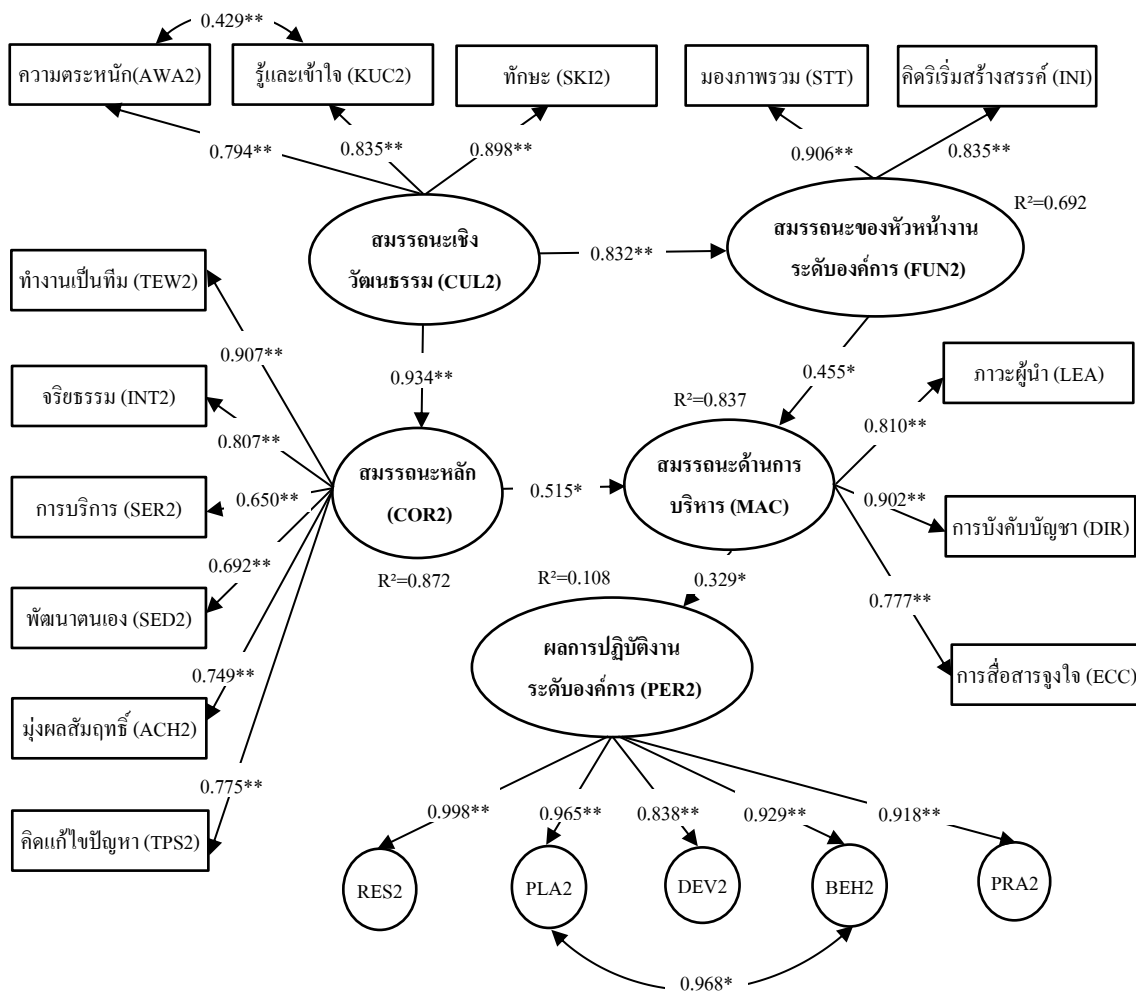 0.429**
ความตระหนัก(AWA2)
รู้และเข้าใจ (KUC2)
ทักษะ (SKI2)
มองภาพรวม (STT)
คิดริเริ่มสร้างสรรค์ (INI)
0.794**
0.835**
0.898**
0.906**
0.835**
R²=0.692
สมรรถนะเชิง
วัฒนธรรม (CUL2)
0.832**
สมรรถนะของหัวหน้างาน
ระดับองค์การ (FUN2)
ทำงานเป็นทีม (TEW2)
0.907**
0.934**
0.455*
ภาวะผู้นำ (LEA)
จริยธรรม (INT2)
R²=0.837
0.810**
0.807**
สมรรถนะหลัก
(COR2)
0.515*
สมรรถนะด้านการ
บริหาร (MAC)
การบริการ (SER2)
0.650**
0.902**
การบังคับบัญชา (DIR)
0.692**
R²=0.872
R²=0.108
0.329*
0.777**
พัฒนาตนเอง (SED2)
ผลการปฏิบัติงาน
ระดับองค์การ (PER2)
0.749**
การสื่อสารจูงใจ (ECC)
มุ่งผลสัมฤทธิ์ (ACH2)
0.775**
0.998**
0.965**
0.838**
0.929**
0.918**
คิดแก้ไขปัญหา (TPS2)
RES2
PLA2
DEV2
BEH2
PRA2
0.968*